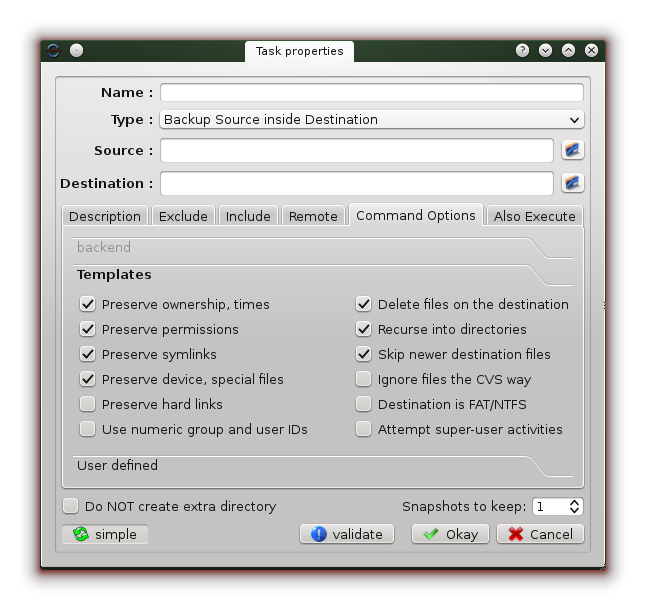 Task properties
Name :
Type : Backup Source inside Destination
Source :
Destination :
Description Exclude Include Remote Command Options Also Execute
backend
Templates
Preserve ownership, times Delete files on the destination
Preserve permissions Recurse into directories
Preserve symlinks Skip newer destination files
Preserve device, special files Ignore files the CVS way
Preserve hard links Destination is FAT/NTFS
Use numeric group and user IDs Attempt super-user activities
User defined
Do NOT create extra directory Snapshots to keep: 1
simple validate Okay Cancel